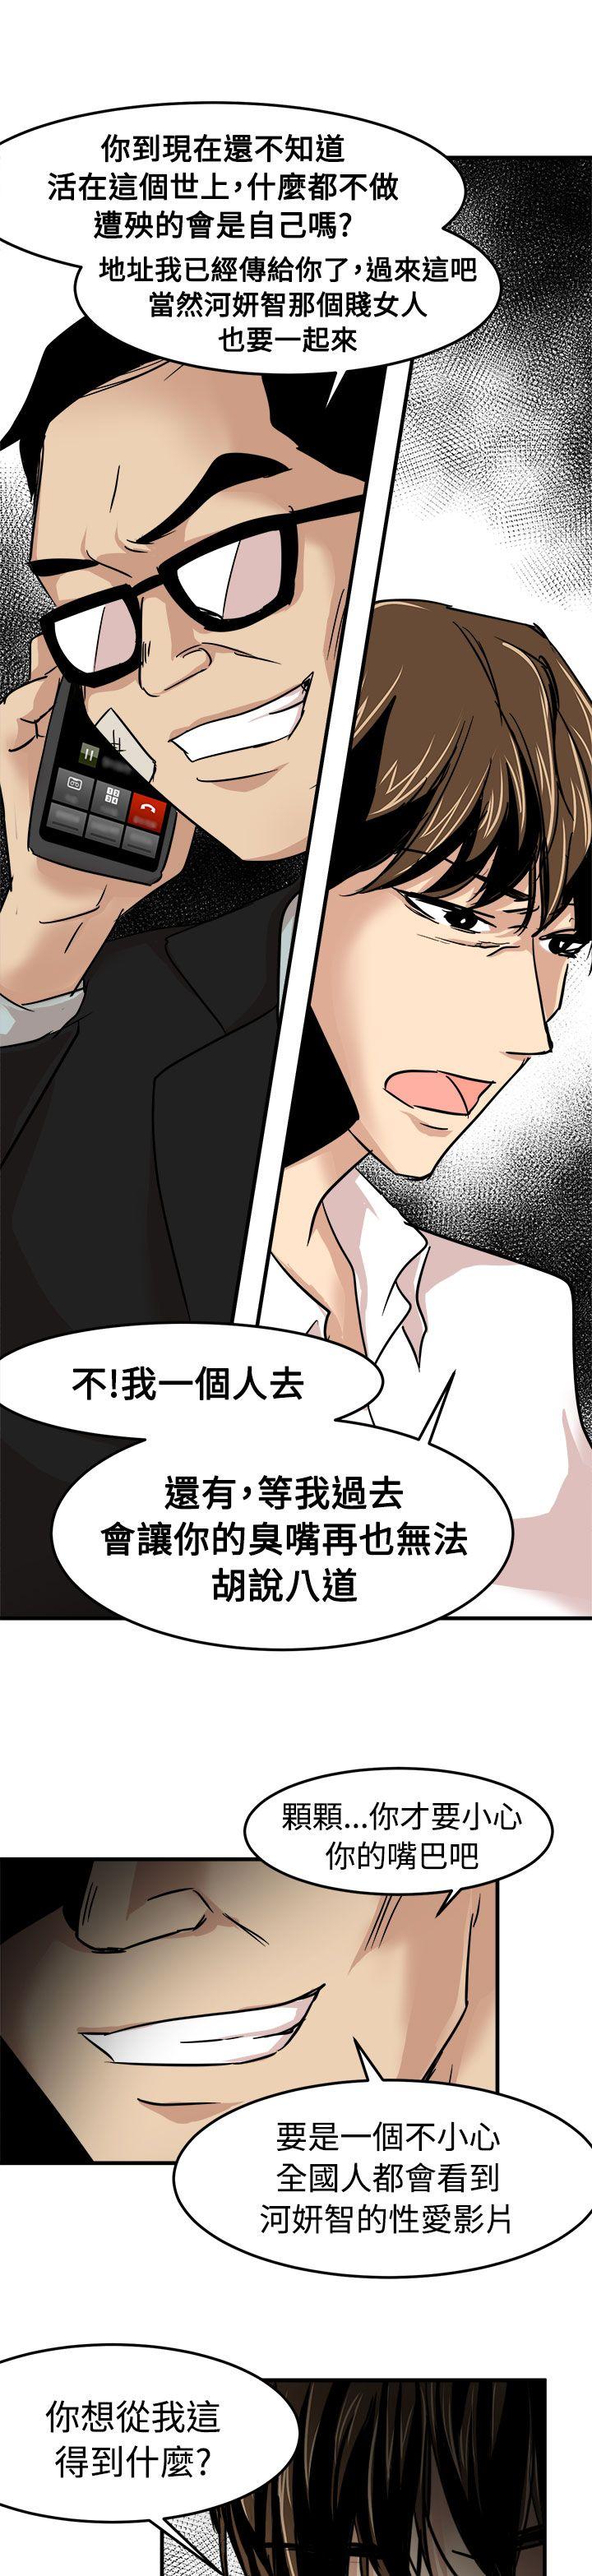 你到現在還不知道
活在這個世上，什麼都不做
遭殃的會是自己嗎?
地址我已經傳給你了，過來這吧
當然河妍智那個賤女人
也要一起來
1 2
3 4
不!我一個人去
還有，等我過去
會讓你的臭嘴再也無法
胡說八道
顆顆...你才要小心
你的嘴巴吧
要是一個不小心
全國人都會看到
河妍智的性愛影片
你想從我這
得到什麼?